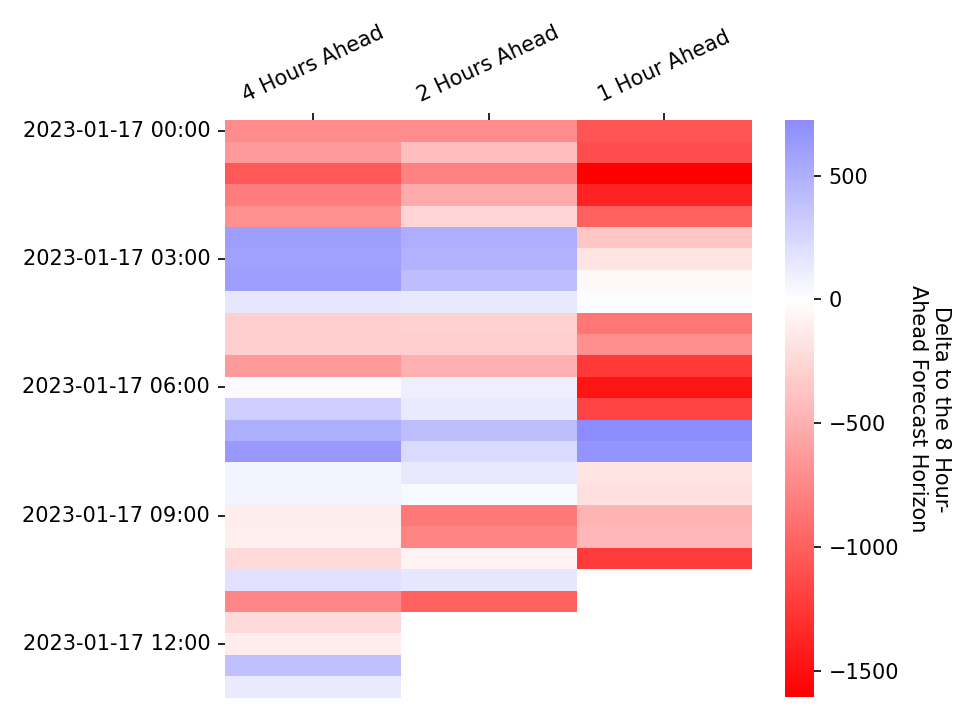 4 Hours Ahead
2 Hours Ahead
1 Hour Ahead
2023-01-17 00:00
2023-01-17 03:00
2023-01-17 06:00
2023-01-17 09:00
2023-01-17 12:00
500
0
−500
−1000
−1500
Delta to the 8 Hour-
Ahead Forecast Horizon